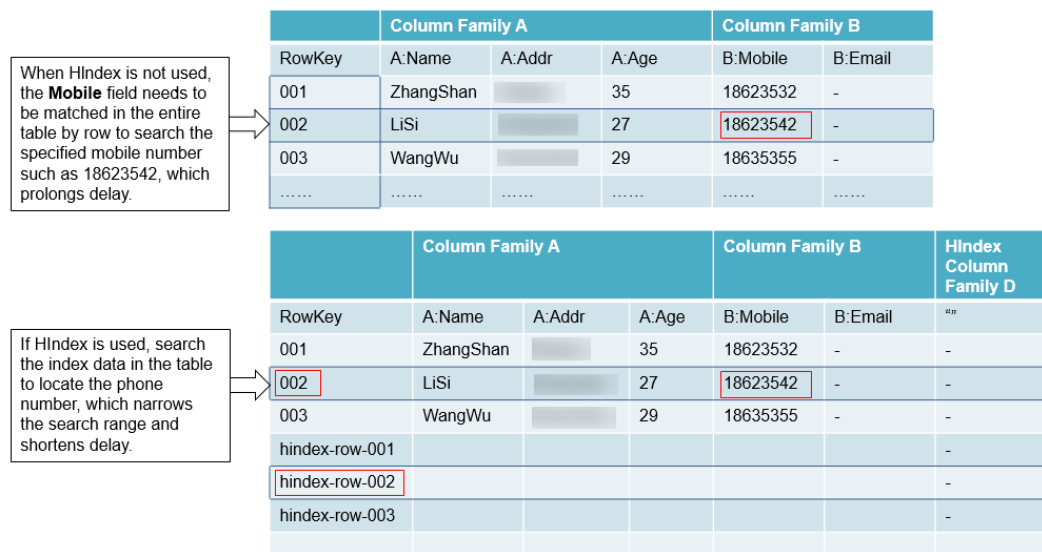 Column Family A Column Family B
RowKey A:Name A:Addr A:Age B:Mobile B:Email
001 ZhangShan 35 18623532 -
002 LiSi 27 18623542 -
003 WangWu 29 18635355 -
...... ...... ...... ...... ...... ......
When HIndex is not used,
the Mobile field needs to
be matched in the entire
table by row to search the
specified mobile number
such as 18623542, which
prolongs delay.
Column Family A Column Family B HIndex
Column
Family D
RowKey A:Name A:Addr A:Age B:Mobile B:Email “”
001 ZhangShan 35 18623532 - -
002 LiSi 27 18623542 - -
003 WangWu 29 18635355 - -
hindex-row-001 -
hindex-row-002 -
hindex-row-003 -
If HIndex is used, search
the index data in the table
to locate the phone
number, which narrows
the search range and
shortens delay.